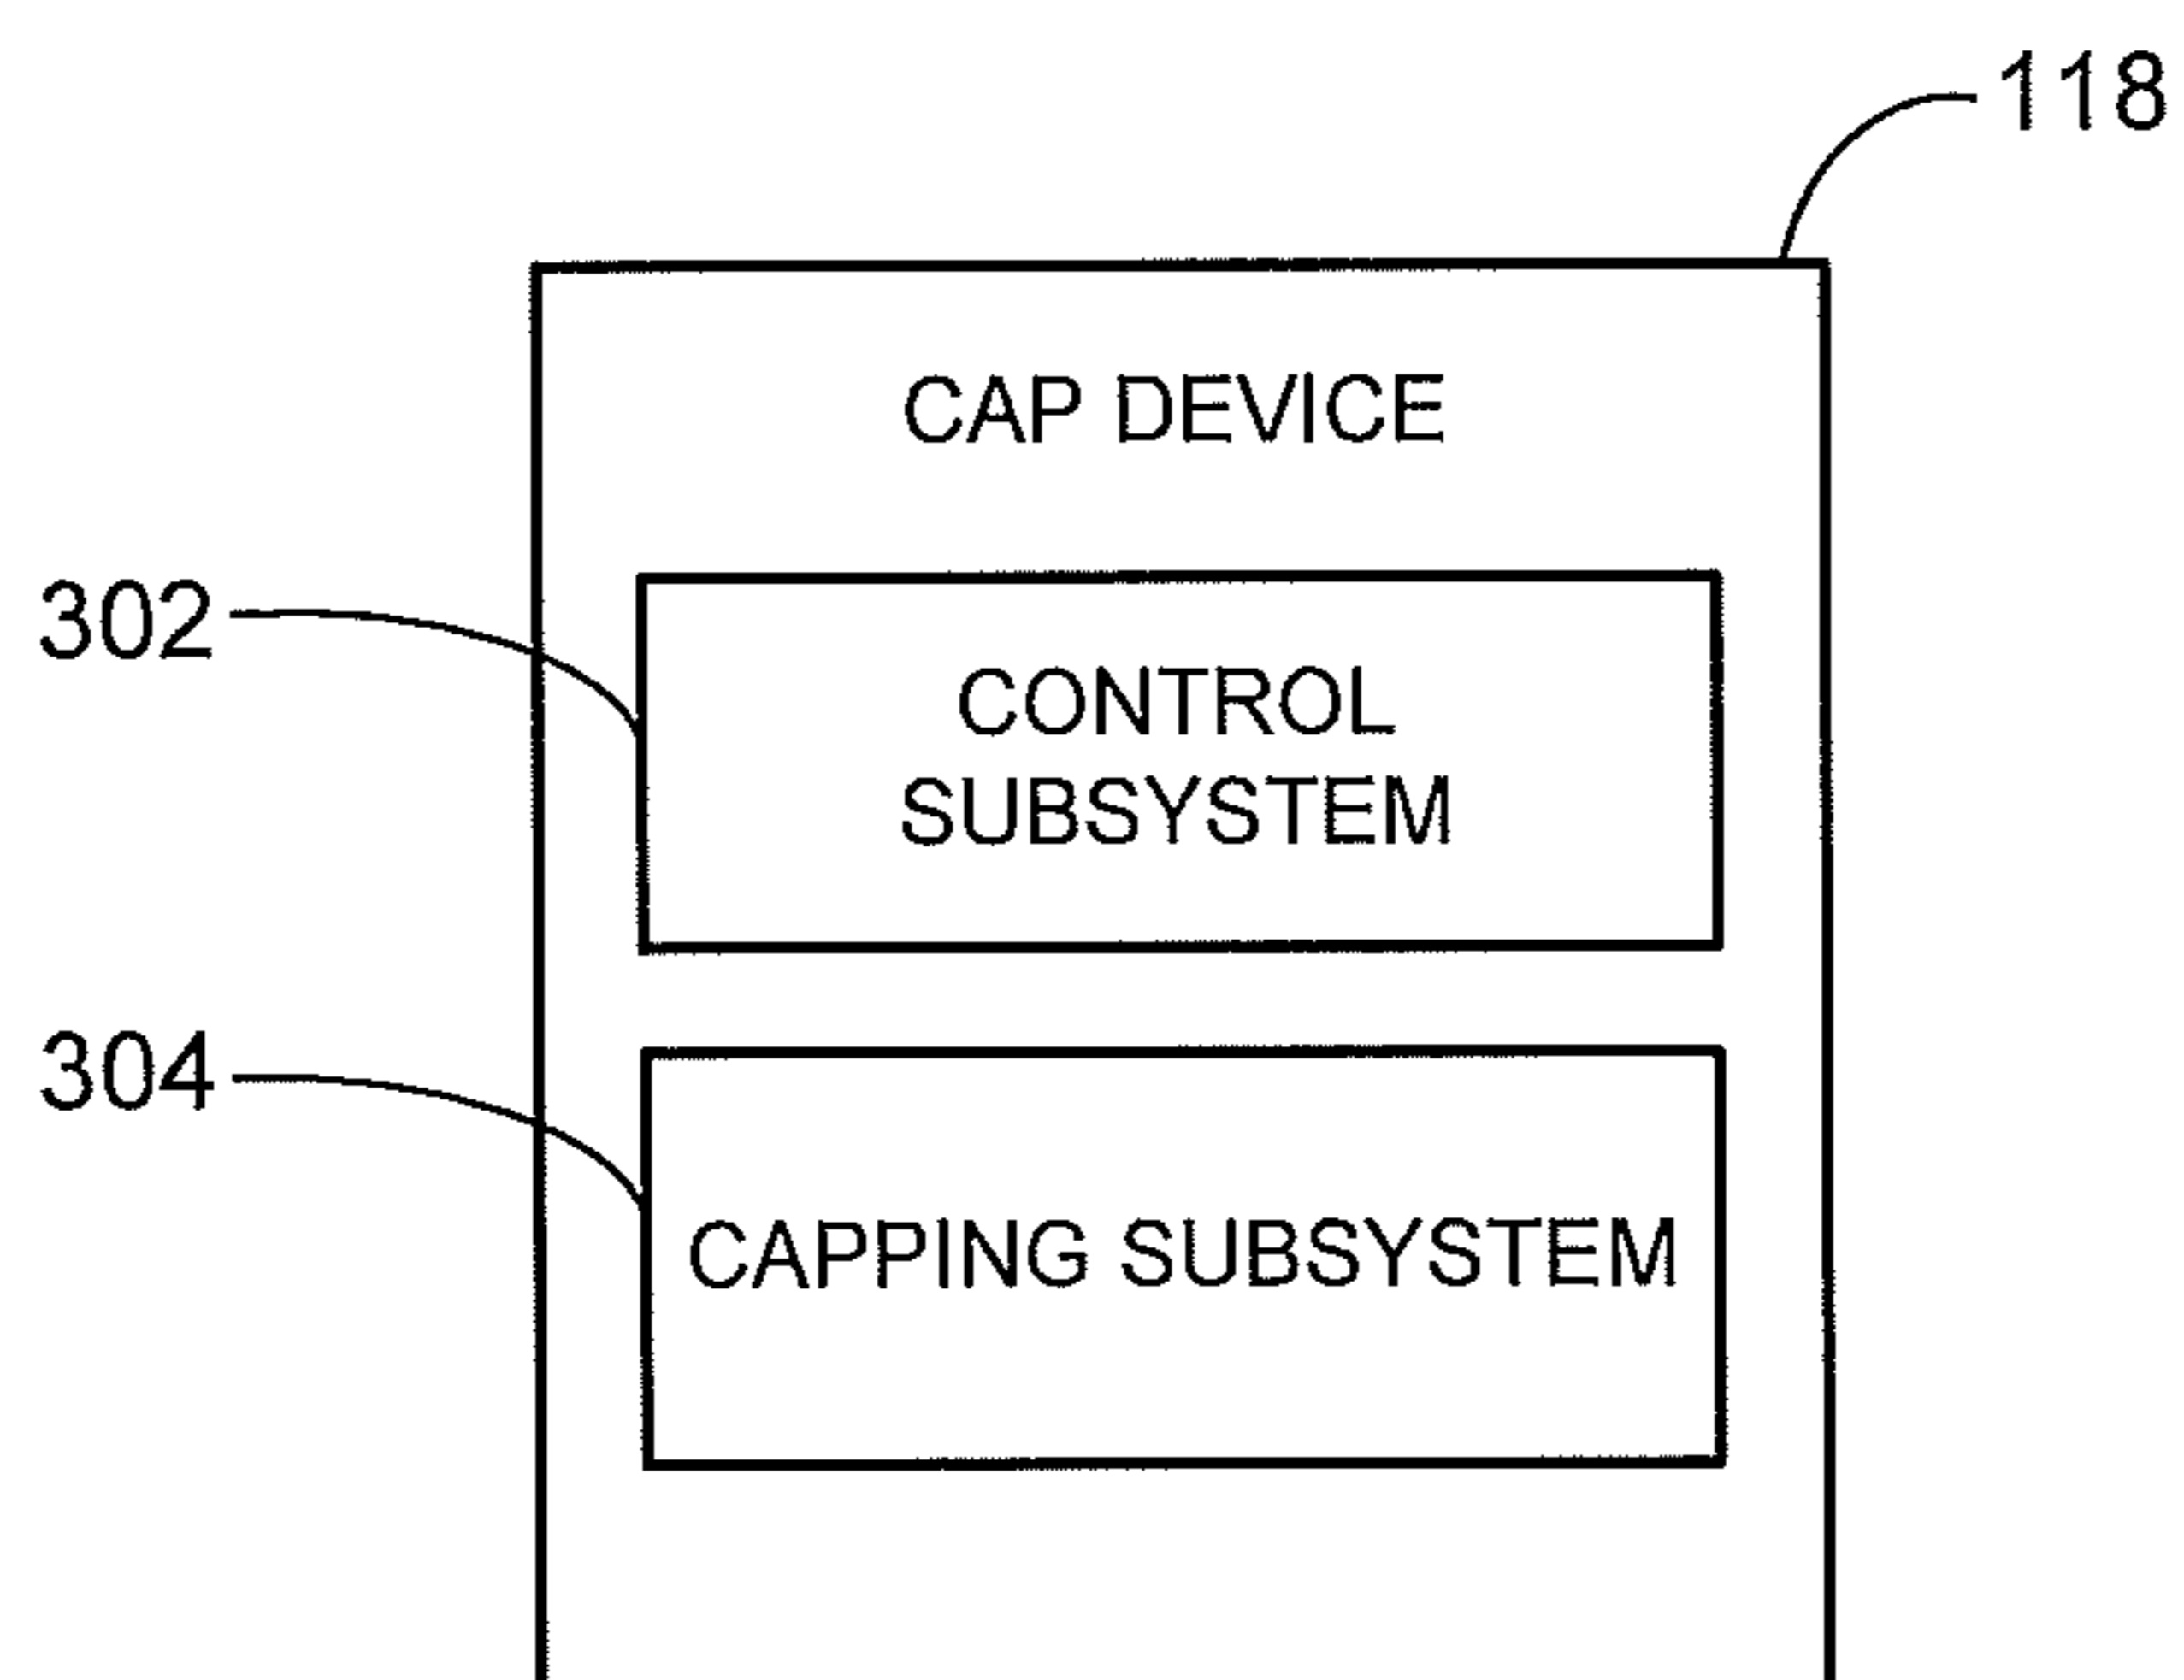 118
CAP DEVICE
302
CONTROL
SUBSYSTEM
304
CAPPING SUBSYSTEM